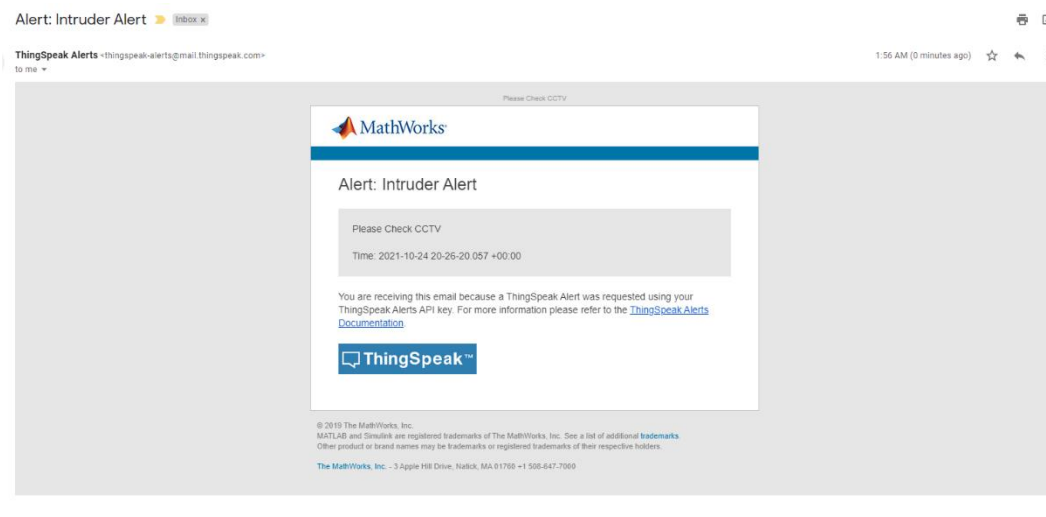 Alert: Intruder Alert Inbox x
ThingSpeak Alerts <thingspeak-alerts@mail.thingspeak.com>
1:56 AM (0 minutes ago)
to me
Please Check CCTV
MathWorks®
Alert: Intruder Alert
Please Check CCTV
Time: 2021-10-24 20-26-20.057 +00:00
You are receiving this email because a ThingSpeak Alert was requested using your
ThingSpeak Alerts API key. For more information please refer to the ThingSpeak Alerts
Documentation.
ThingSpeak™
© 2019 The MathWorks, Inc.
MATLAB and Simulink are registered trademarks of The MathWorks, Inc. See a list of additional trademarks.
Other product or brand names may be trademarks or registered trademarks of their respective holders.
The MathWorks, Inc. - 3 Apple Hill Drive, Natick, MA 01760 +1 508-647-7000